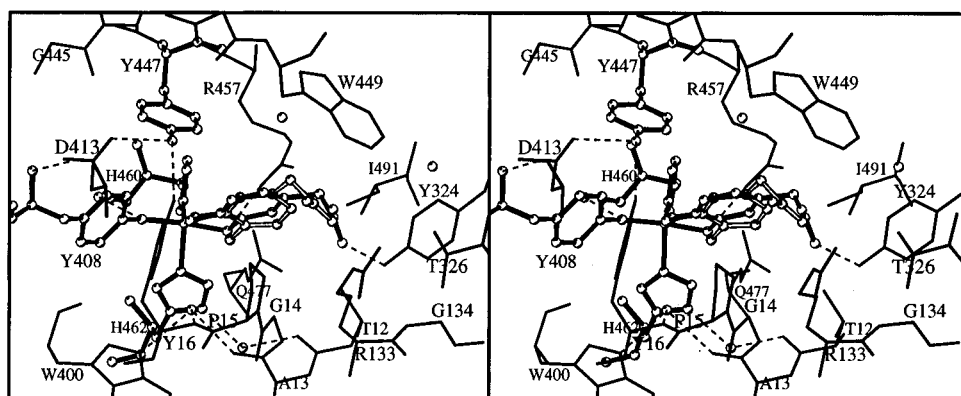 G445
Y447
W449
R457
D413
H460
I491
Y324
Y408
T326
Q477
G14
G134
H462
P15
T12
Y16
R133
W400
A13
G445
Y447
W449
R457
D413
H460
I491
Y324
Y408
T326
Q477
G14
G134
H462
P15
T12
R133
W400
A13